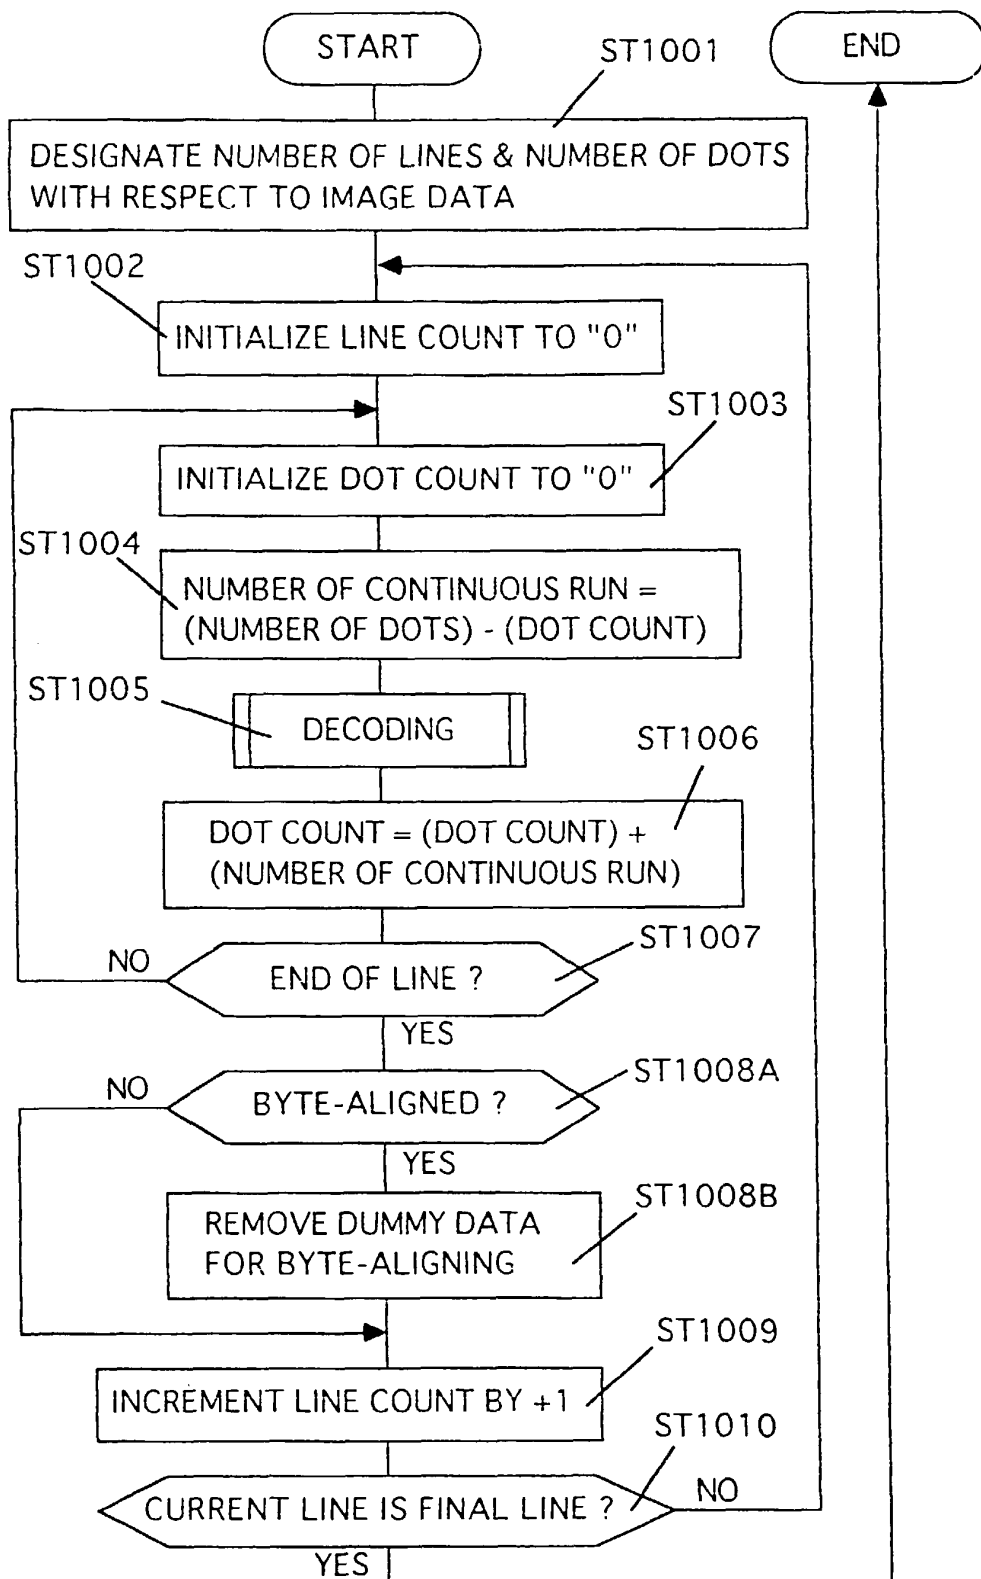 START
END
ST1001
DESIGNATE NUMBER OF LINES & NUMBER OF DOTS
WITH RESPECT TO IMAGE DATA
ST1002
INITIALIZE LINE COUNT TO "0"
ST1003
INITIALIZE DOT COUNT TO "0"
ST1004
NUMBER OF CONTINUOUS RUN =
(NUMBER OF DOTS) - (DOT COUNT)
ST1005
DECODING
ST1006
DOT COUNT = (DOT COUNT) +
(NUMBER OF CONTINUOUS RUN)
ST1007
NO
END OF LINE ?
YES
ST1008A
NO
BYTE-ALIGNED ?
YES
ST1008B
REMOVE DUMMY DATA
FOR BYTE-ALIGNING
ST1009
INCREMENT LINE COUNT BY +1
ST1010
CURRENT LINE IS FINAL LINE ?
NO
YES